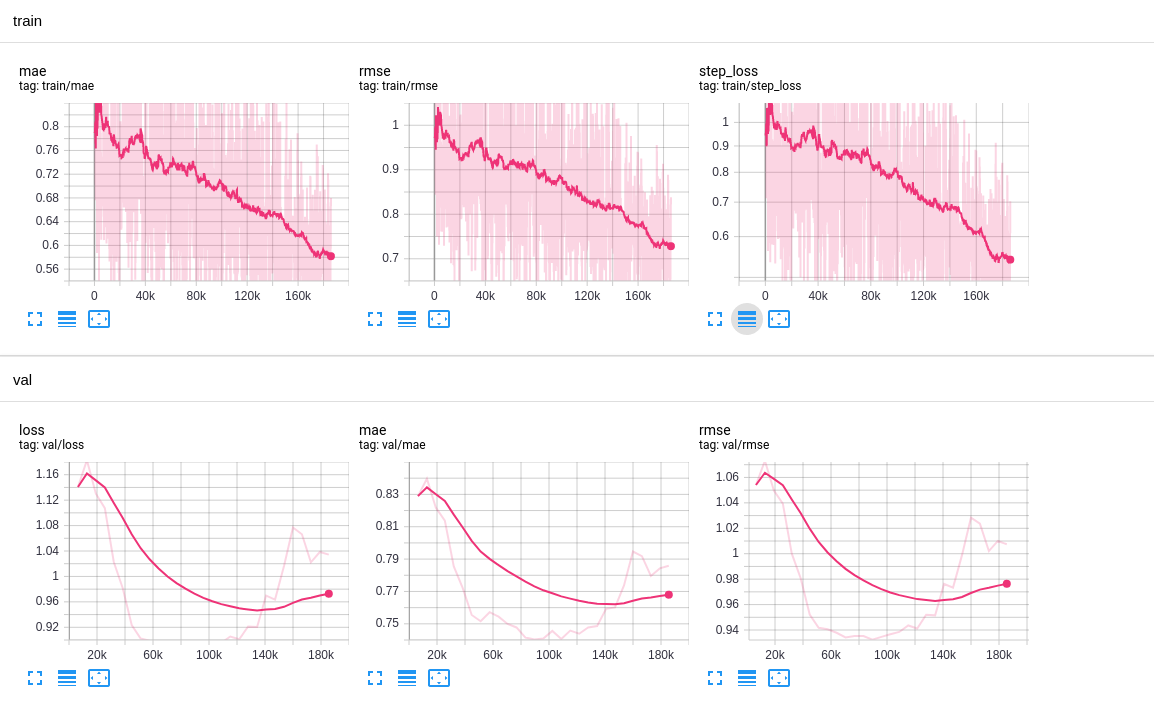 train
mae
tag: train/mae
0.8
0.76
0.72
0.68
0.64
0.6
0.56
0 40k 80k 120k 160k
rmse
tag: train/rmse
1
0.9
0.8
0.7
0 40k 80k 120k 160k
step_loss
tag: train/step_loss
1
0.9
0.8
0.7
0.6
0 40k 80k 120k 160k
val
loss
tag: val/loss
1.16
1.12
1.08
1.04
1
0.96
0.92
20k 60k 100k 140k 180k
mae
tag: val/mae
0.83
0.81
0.79
0.77
0.75
20k 60k 100k 140k 180k
rmse
tag: val/rmse
1.06
1.04
1.02
1
0.98
0.96
0.94
20k 60k 100k 140k 180k